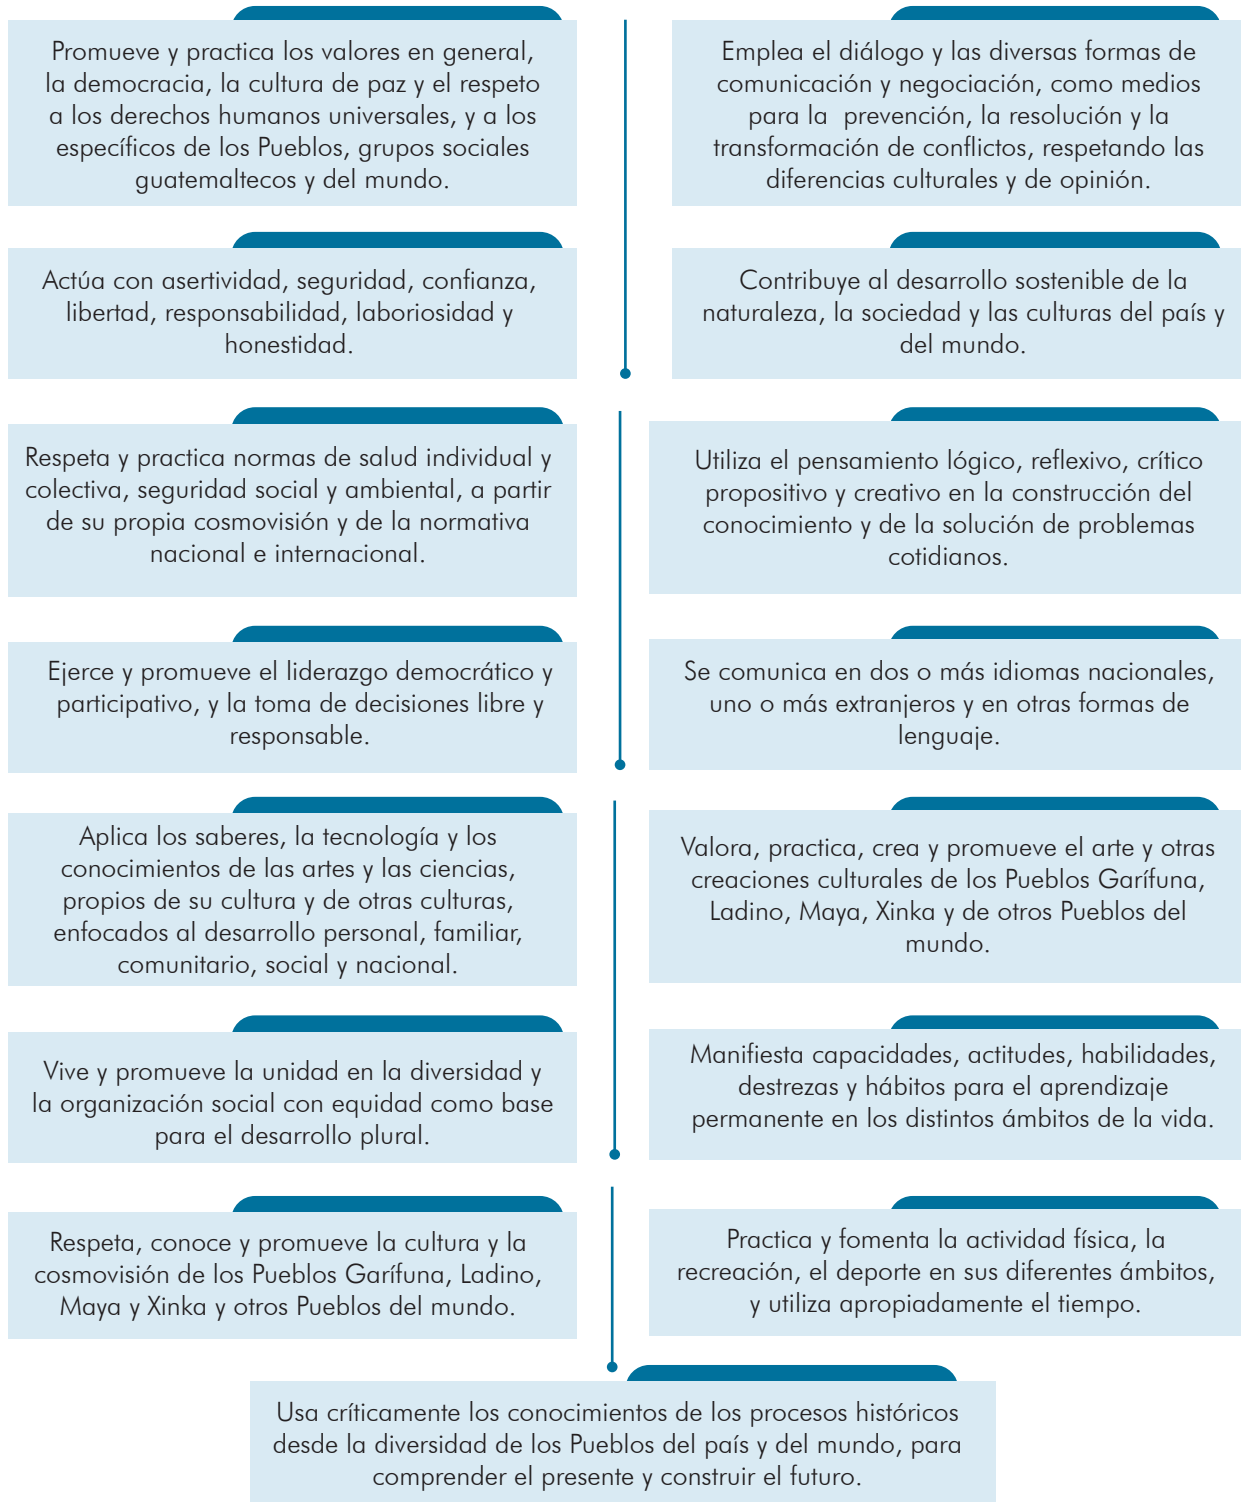 Promueve y practica los valores en general,
la democracia, la cultura de paz y el respeto
a los derechos humanos universales, y a los
específicos de los Pueblos, grupos sociales
guatemaltecos y del mundo.
Emplea el diálogo y las diversas formas de
comunicación y negociación, como medios
para la prevención, la resolución y la
transformación de conflictos, respetando las
diferencias culturales y de opinión.
Actúa con asertividad, seguridad, confianza,
libertad, responsabilidad, laboriosidad y
honestidad.
Contribuye al desarrollo sostenible de la
naturaleza, la sociedad y las culturas del país y
del mundo.
Respeta y practica normas de salud individual y
colectiva, seguridad social y ambiental, a partir
de su propia cosmovisión y de la normativa
nacional e internacional.
Utiliza el pensamiento lógico, reflexivo, crítico
propositivo y creativo en la construcción del
conocimiento y de la solución de problemas
cotidianos.
Ejerce y promueve el liderazgo democrático y
participativo, y la toma de decisiones libre y
responsable.
Se comunica en dos o más idiomas nacionales,
uno o más extranjeros y en otras formas de
lenguaje.
Aplica los saberes, la tecnología y los
conocimientos de las artes y las ciencias,
propios de su cultura y de otras culturas,
enfocados al desarrollo personal, familiar,
comunitario, social y nacional.
Valora, practica, crea y promueve el arte y otras
creaciones culturales de los Pueblos Garífuna,
Ladino, Maya, Xinka y de otros Pueblos del
mundo.
Vive y promueve la unidad en la diversidad y
la organización social con equidad como base
para el desarrollo plural.
Manifiesta capacidades, actitudes, habilidades,
destrezas y hábitos para el aprendizaje
permanente en los distintos ámbitos de la vida.
Respeta, conoce y promueve la cultura y la
cosmovisión de los Pueblos Garífuna, Ladino,
Maya y Xinka y otros Pueblos del mundo.
Practica y fomenta la actividad física, la
recreación, el deporte en sus diferentes ámbitos,
y utiliza apropiadamente el tiempo.
Usa críticamente los conocimientos de los procesos históricos
desde la diversidad de los Pueblos del país y del mundo, para
comprender el presente y construir el futuro.